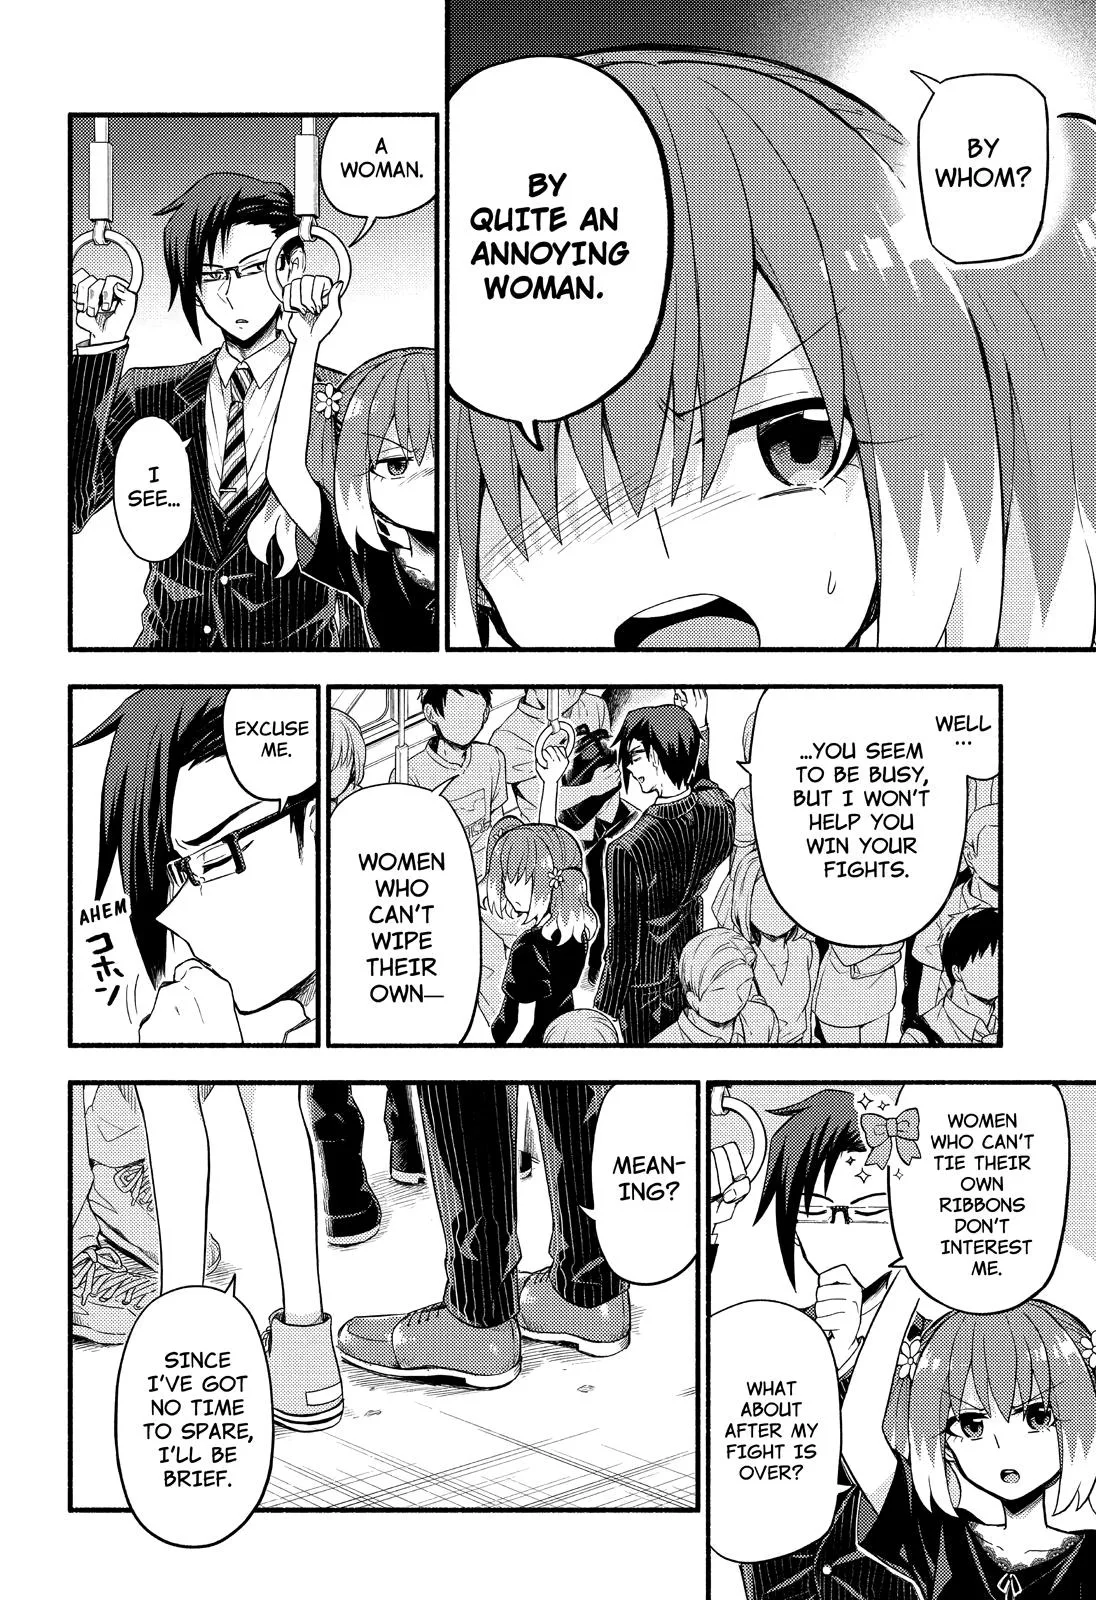 BY
WHOM?
BY
QUITE AN
ANNOYING
WOMAN.
A
WOMAN.
I
SEE...
WELL
...
...YOU SEEM
TO BE BUSY,
BUT I WON'T
HELP YOU
WIN YOUR
FIGHTS.
WOMEN
WHO
CAN'T
WIPE
THEIR
OWN—
EXCUSE
ME.
AHEM
コホン
WOMEN
WHO CAN'T
TIE THEIR
OWN
RIBBONS
DON'T
INTEREST
ME.
WHAT
ABOUT
AFTER MY
FIGHT IS
OVER?
MEAN-
ING?
SINCE
I'VE GOT
NO TIME
TO SPARE,
I'LL BE
BRIEF.